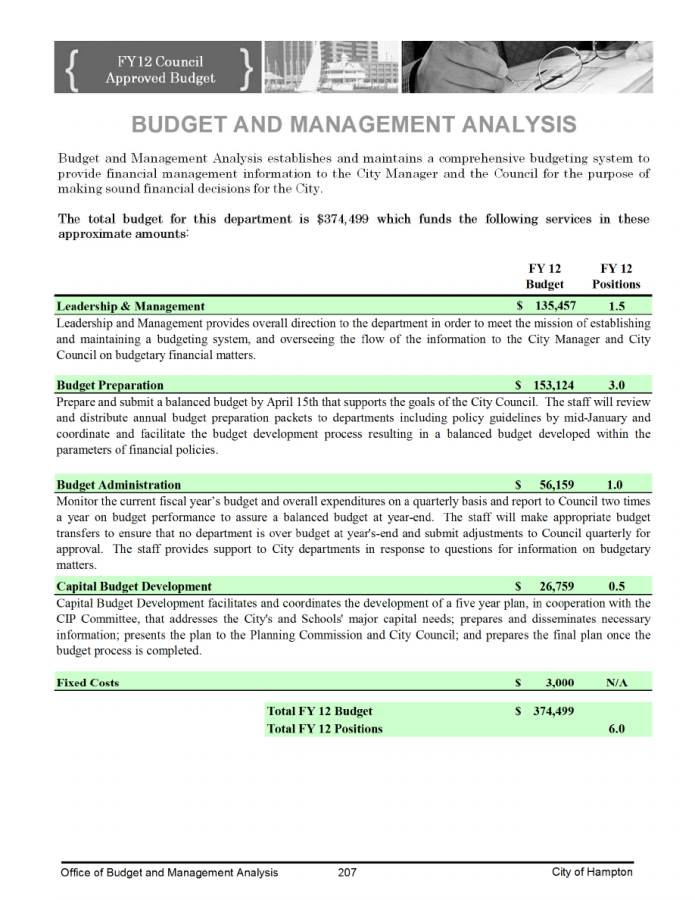 FY12 Council
Approved Budget
BUDGET AND MANAGEMENT ANALYSIS
Budget and Management Analysis establishes and maintains a comprehensive budgeting system to
provide financial management information to the City Manager and the Council for the purpose of
making sound financial decisions for the City.
The total budget for this department is $374,499 which funds the following services in these
approximate amounts:
FY 12 FY 12
Budget Positions
Leadership & Management $ 135,457 1.5
Leadership and Management provides overall direction to the department in order to meet the mission of establishing
and maintaining a budgeting system, and overseeing the flow of the information to the City Manager and City
Council on budgetary financial matters.
Budget Preparation $ 153,124 3.0
Prepare and submit a balanced budget by April 15th that supports the goals of the City Council. The staff will review
and distribute annual budget preparation packets to departments including policy guidelines by mid-January and
coordinate and facilitate the budget development process resulting in a balanced budget developed within the
parameters of financial policies.
Budget Administration $ 56,159 1.0
Monitor the current fiscal year's budget and overall expenditures on a quarterly basis and report to Council two times
a year on budget performance to assure a balanced budget at year-end. The staff will make appropriate budget
transfers to ensure that no department is over budget at year's-end and submit adjustments to Council quarterly for
approval. The staff provides support to City departments in response to questions for information on budgetary
matters.
Capital Budget Development $ 26,759 0.5
Capital Budget Development facilitates and coordinates the development of a five year plan, in cooperation with the
CIP Committee, that addresses the City's and Schools' major capital needs; prepares and disseminates necessary
information; presents the plan to the Planning Commission and City Council; and prepares the final plan once the
budget process is completed.
Fixed Costs $ 3,000 N/A
Total FY 12 Budget $ 374,499
Total FY 12 Positions 6.0
Office of Budget and Management Analysis 207 City of Hampton